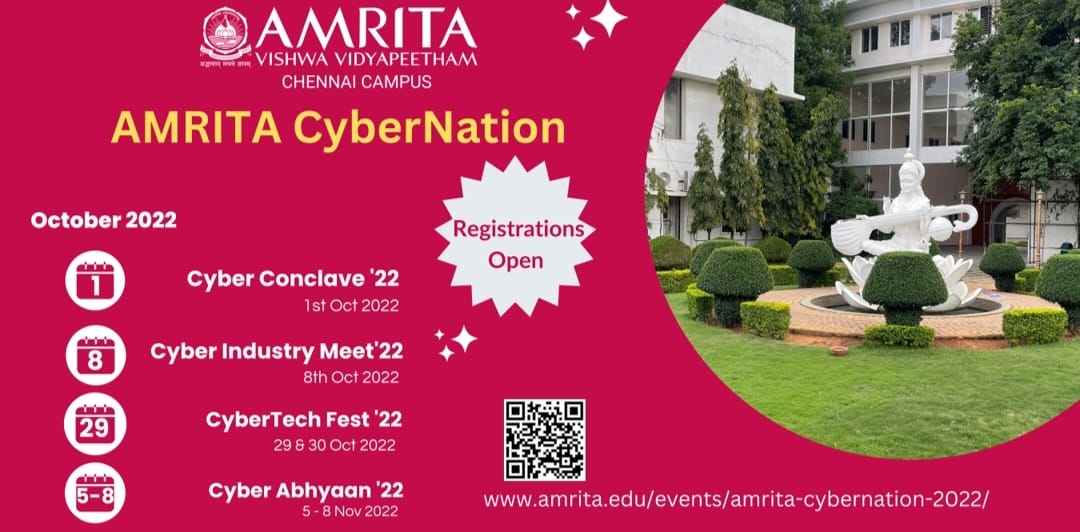 AMRITA
VISHWA VIDYAPEETHAM
CHENNAI CAMPUS
AMRITA CyberNation
October 2022
Registrations
Open
1
Cyber Conclave '22
1st Oct 2022
8
Cyber Industry Meet'22
8th Oct 2022
29
CyberTech Fest '22
29 & 30 Oct 2022
5-8
Cyber Abhyaan '22
5 - 8 Nov 2022
www.amrita.edu/events/amrita-cybernation-2022/